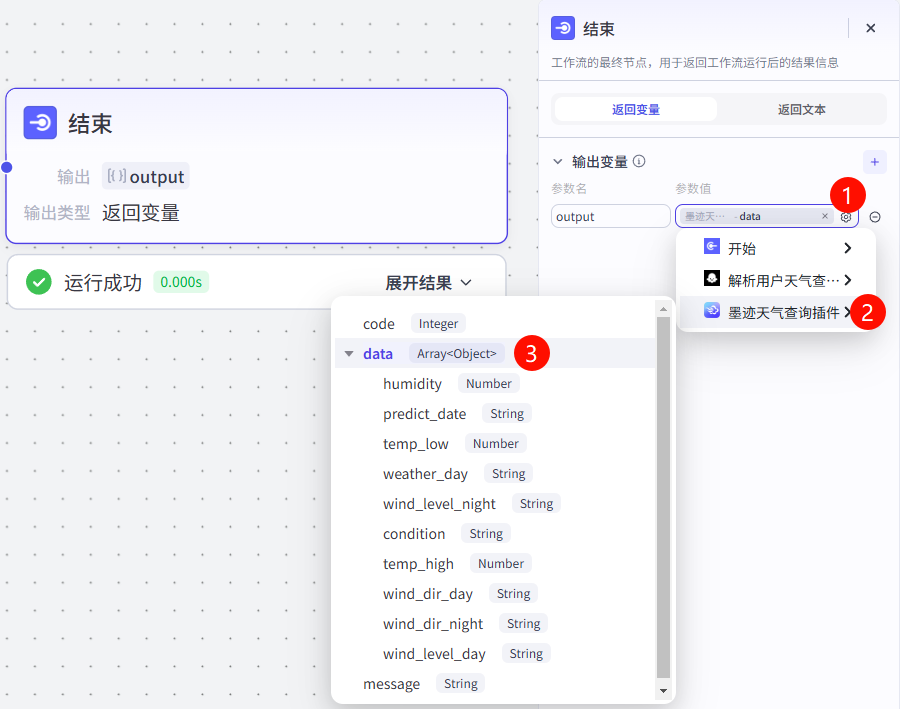 结束
输出 output
输出类型 返回变量
运行成功 0.000s 展开结果
结束
工作流的最终节点，用于返回工作流运行后的结果信息
返回变量 返回文本
输出变量
参数名 参数值
output 墨迹天··· - data
1
开始
解析用户天气查···
墨迹天气查询插件
2
code Integer
data Array<Object>
3
humidity Number
predict_date String
temp_low Number
weather_day String
wind_level_night String
condition String
temp_high Number
wind_dir_day String
wind_dir_night String
wind_level_day String
message String